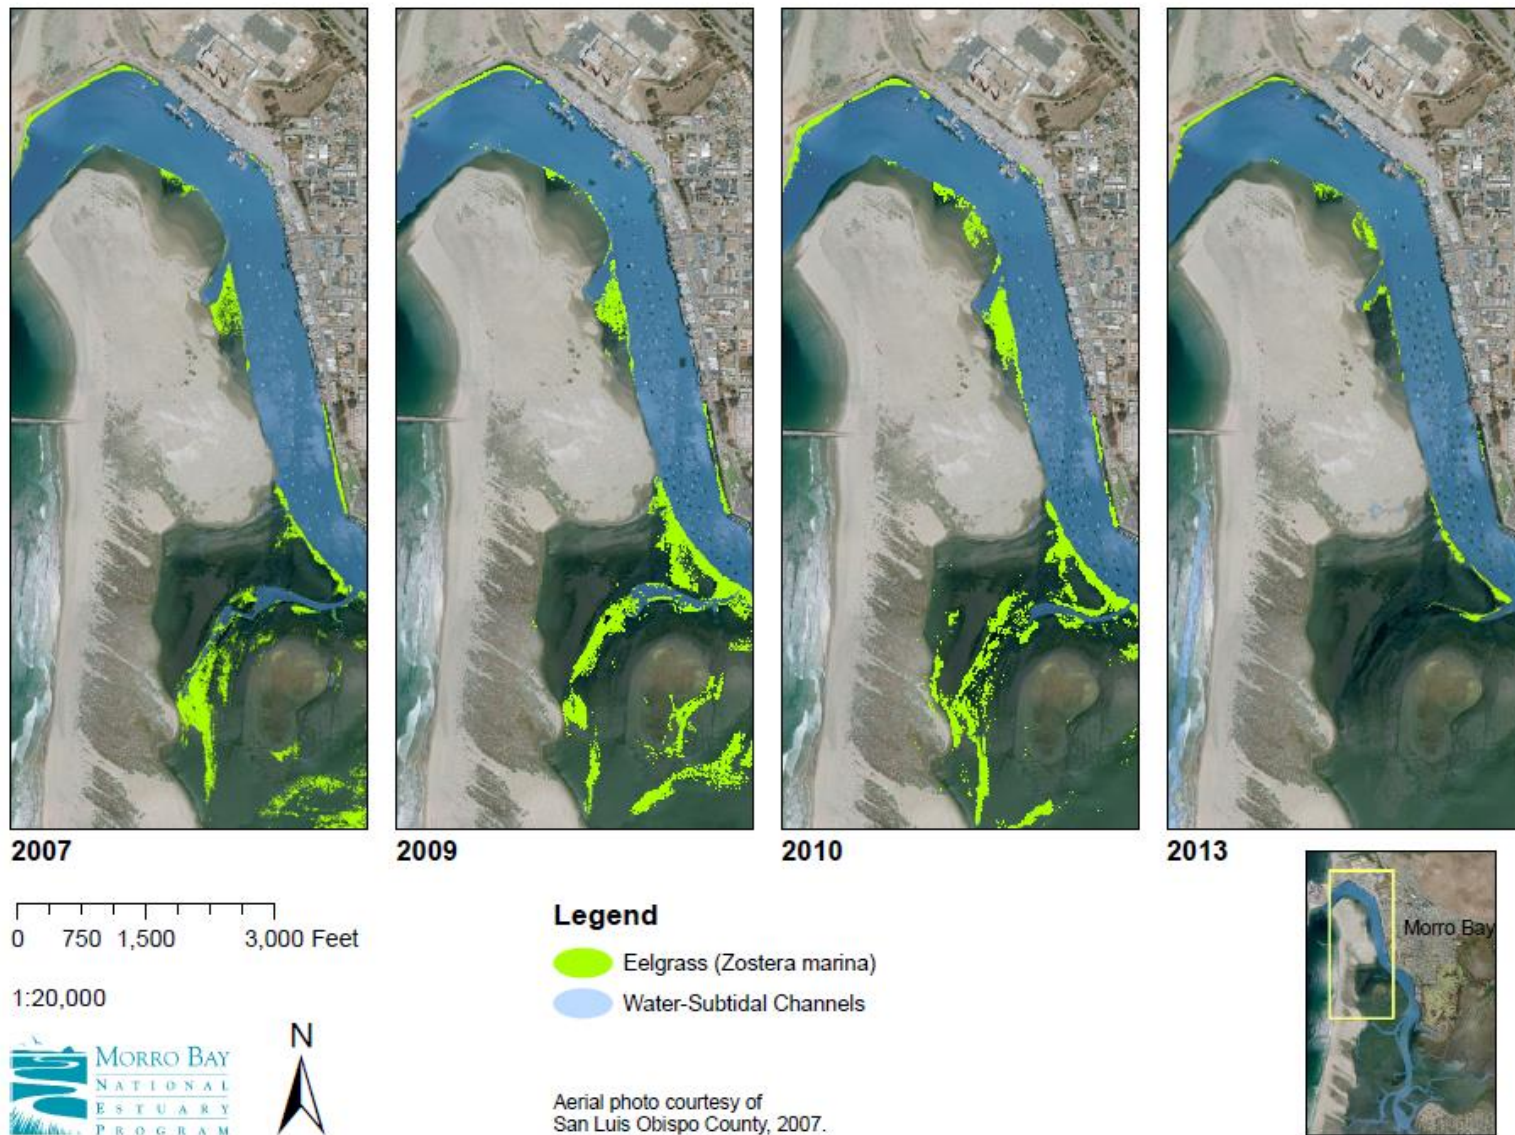 2007
2009
2010
2013
0 750 1,500 3,000 Feet
1:20,000
MORRO BAY
NATIONAL
ESTUARY
PROGRAM
N
Legend
Eelgrass (Zostera marina)
Water-Subtidal Channels
Aerial photo courtesy of
San Luis Obispo County, 2007.
Morro Bay